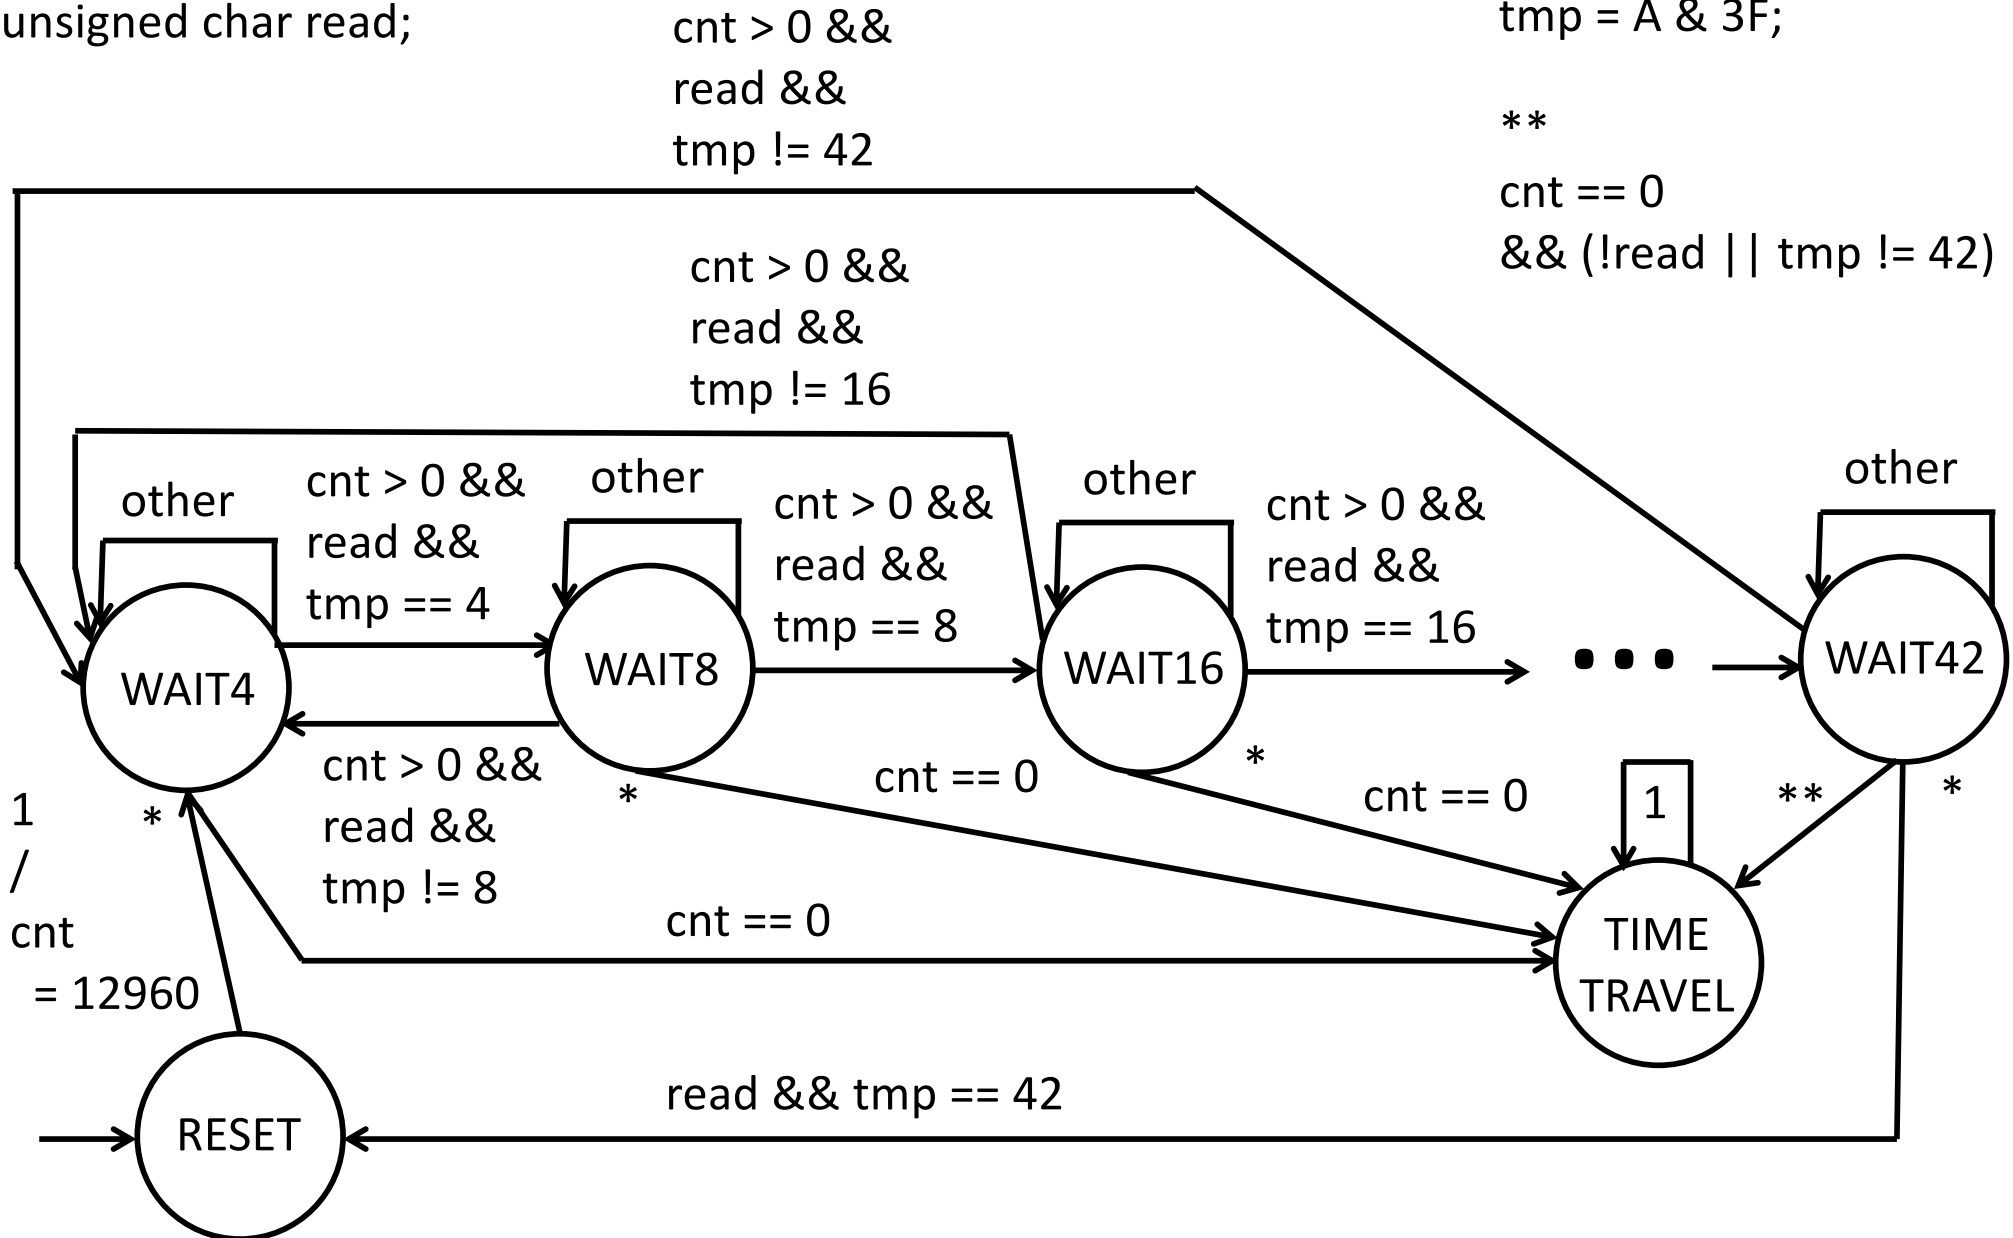 unsigned char read;
cnt > 0 &&
read &&
tmp != 42
tmp = A & 3F;
**
cnt == 0
&& (!read || tmp != 42)
cnt > 0 &&
read &&
tmp != 16
other
cnt > 0 &&
read &&
tmp == 4
other
cnt > 0 &&
read &&
tmp == 8
other
cnt > 0 &&
read &&
tmp == 16
other
WAIT4
WAIT8
WAIT16
...
WAIT42
*
cnt > 0 &&
read &&
tmp != 8
*
cnt == 0
*
cnt == 0
1
**
*
1
/
cnt
= 12960
cnt == 0
TIME
TRAVEL
read && tmp == 42
RESET